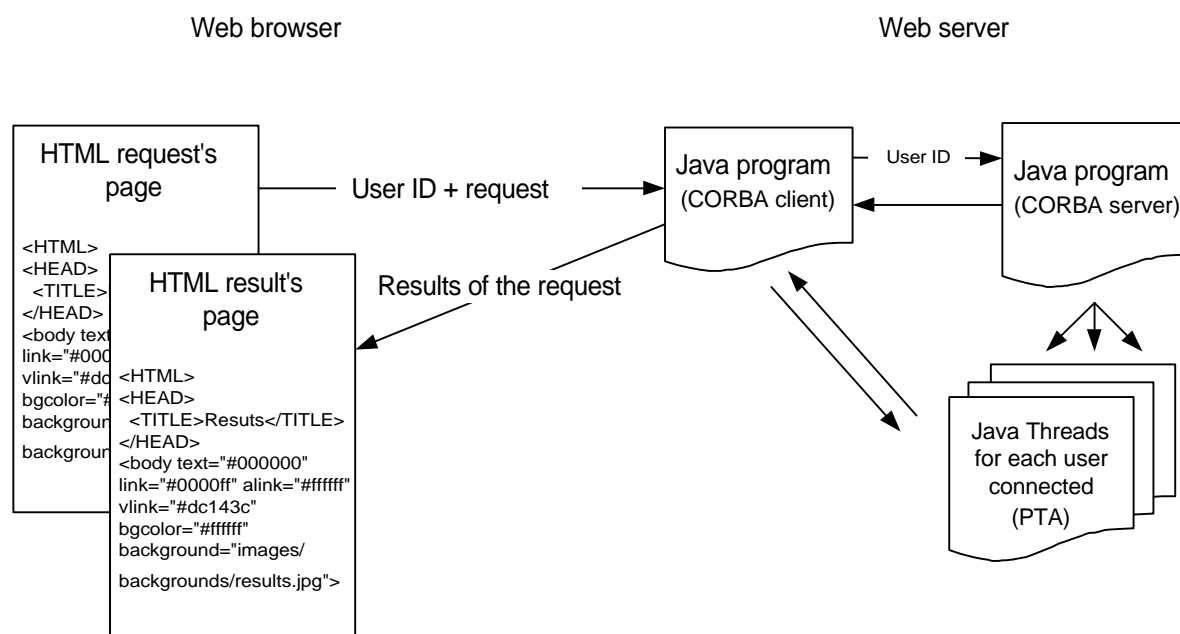 Web browser
Web server
HTML request's
page
<HTML>
<HEAD>
<TITLE>
</HEAD>
<body text
link="#000
vlink="#dc
bgcolor="#
backgroun
backgroun
HTML result's
page
<HTML>
<HEAD>
<TITLE>Resuts</TITLE>
</HEAD>
<body text="#000000"
link="#0000ff" alink="#ffffff"
vlink="#dc143c"
bgcolor="#ffffff"
background="images/
backgrounds/results.jpg">
User ID + request
Results of the request
Java program
(CORBA client)
User ID
Java program
(CORBA server)
Java Threads
for each user
connected
(PTA)